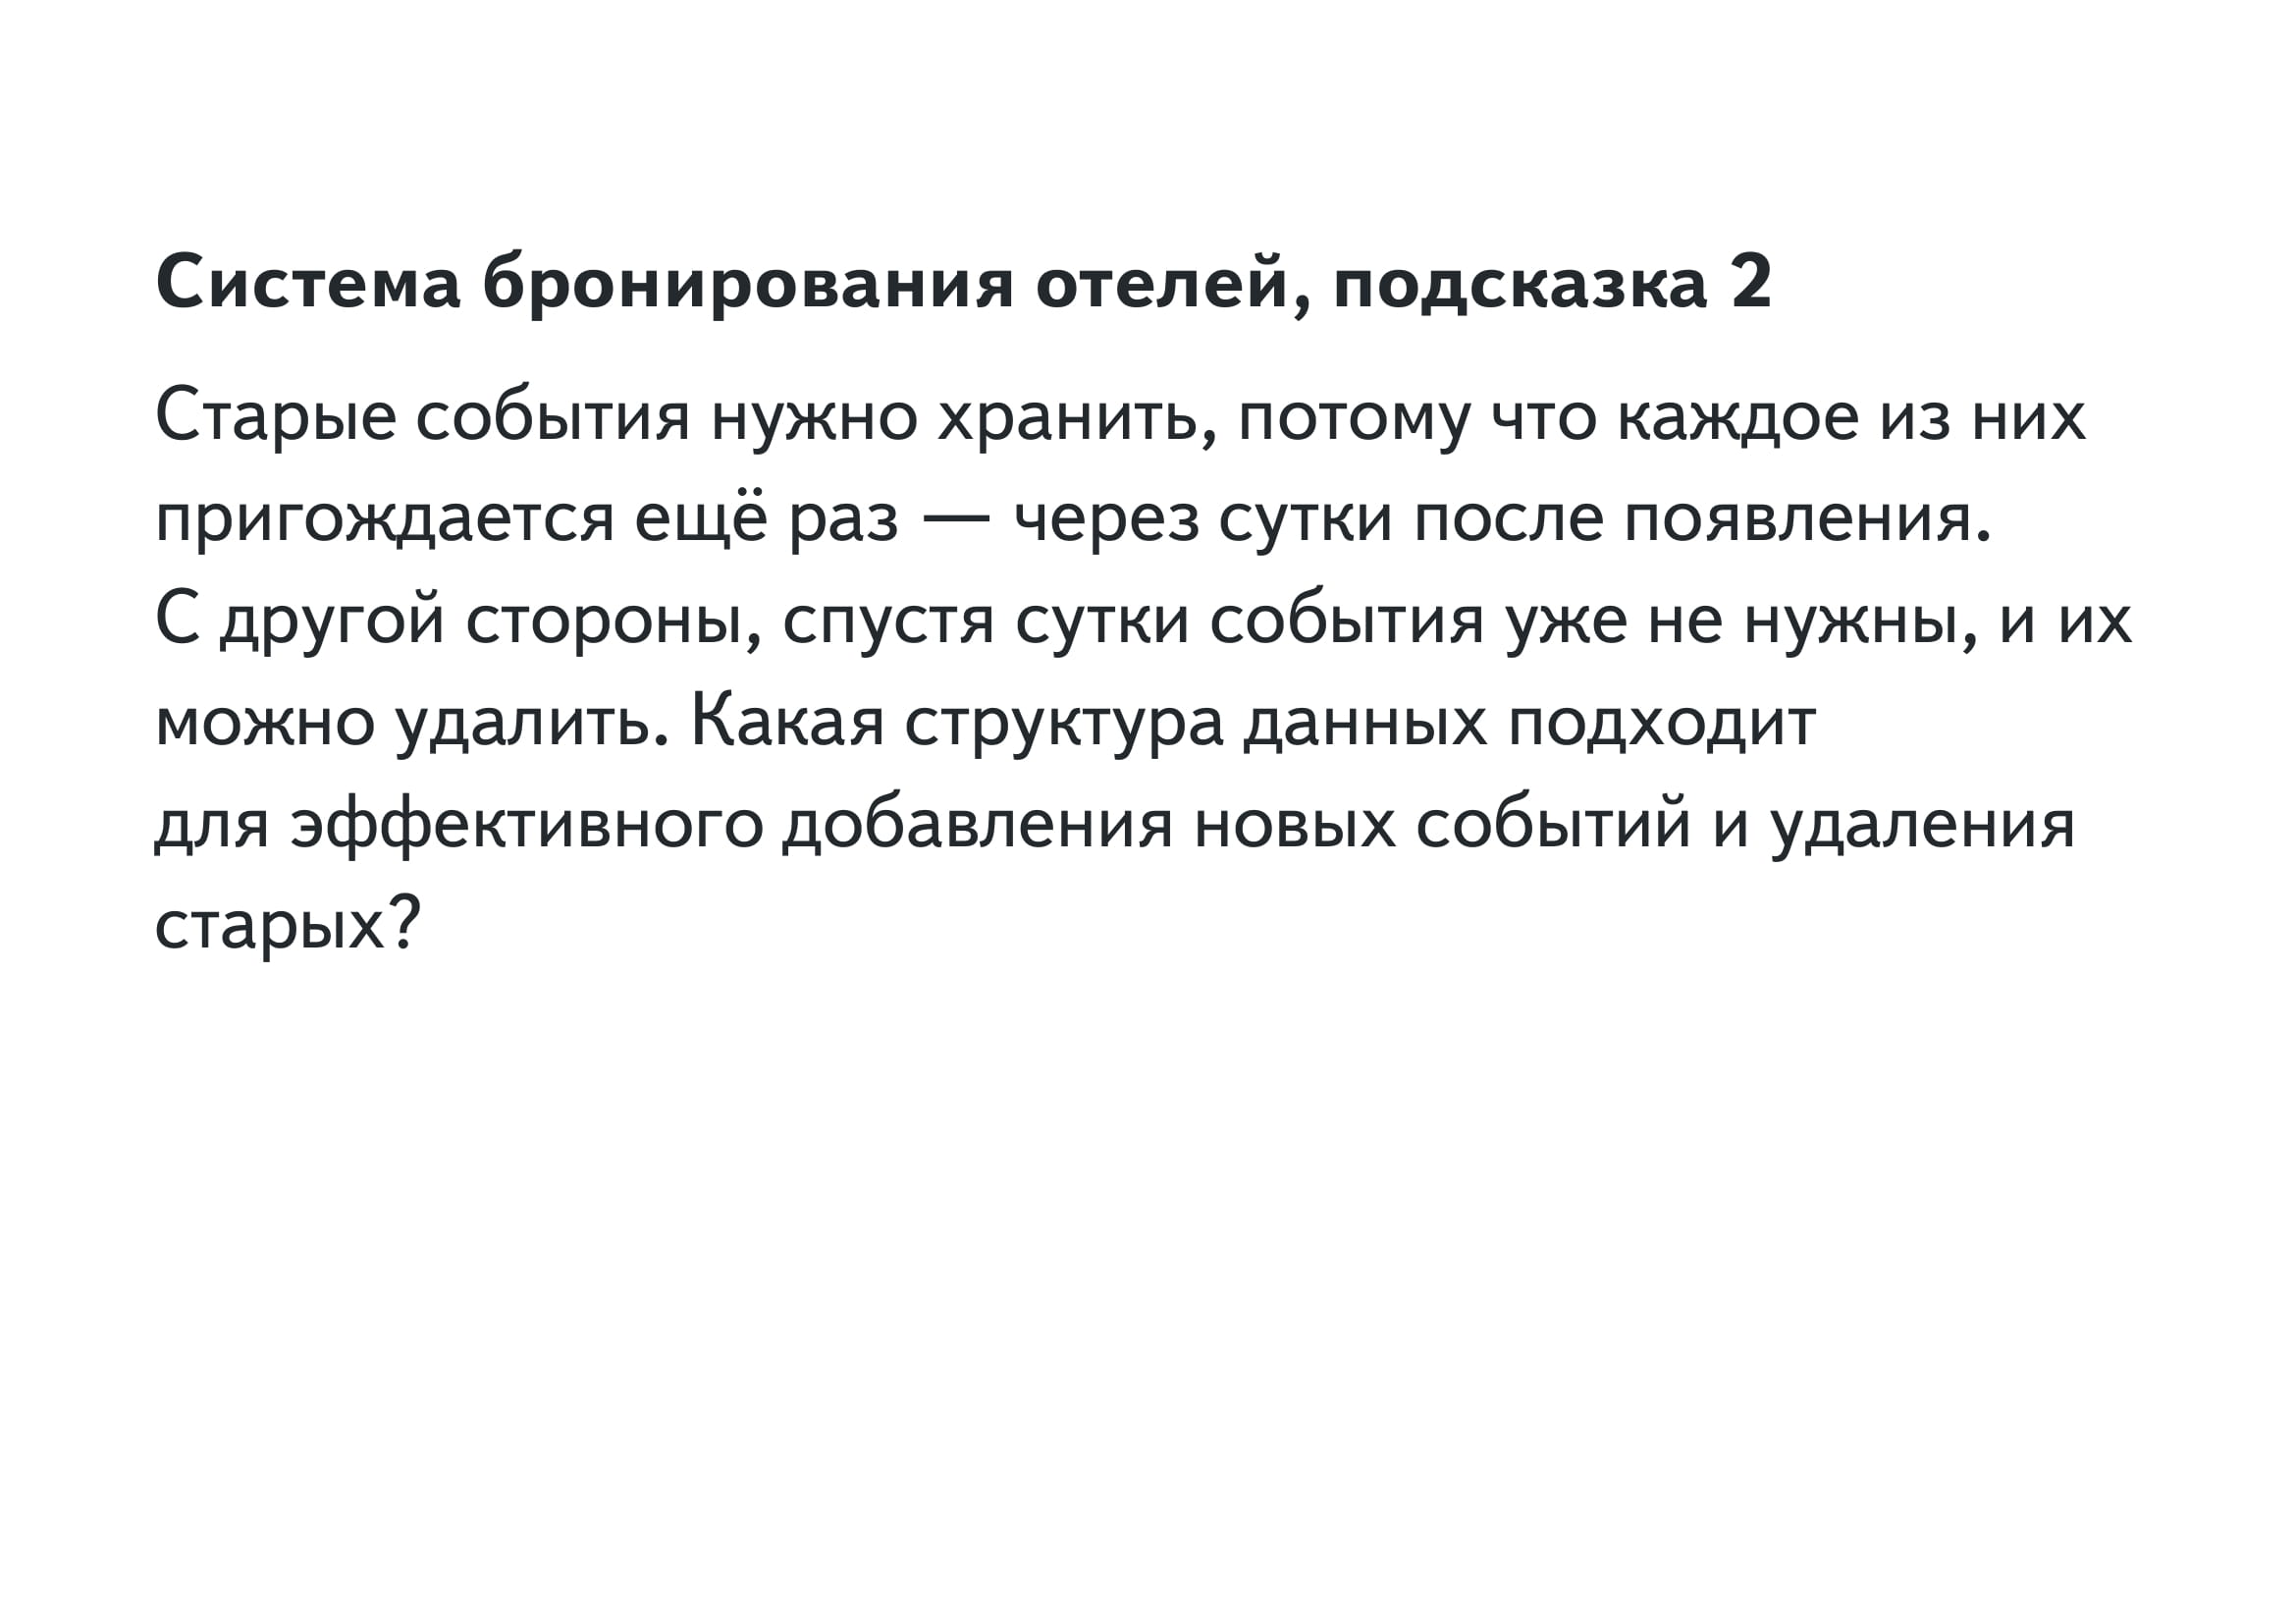 Система бронирования отелей, подсказка 2
Старые события нужно хранить, потому что каждое из них
пригождается ещё раз — через сутки после появления.
С другой стороны, спустя сутки события уже не нужны, и их
можно удалить. Какая структура данных подходит
для эффективного добавления новых событий и удаления
старых?